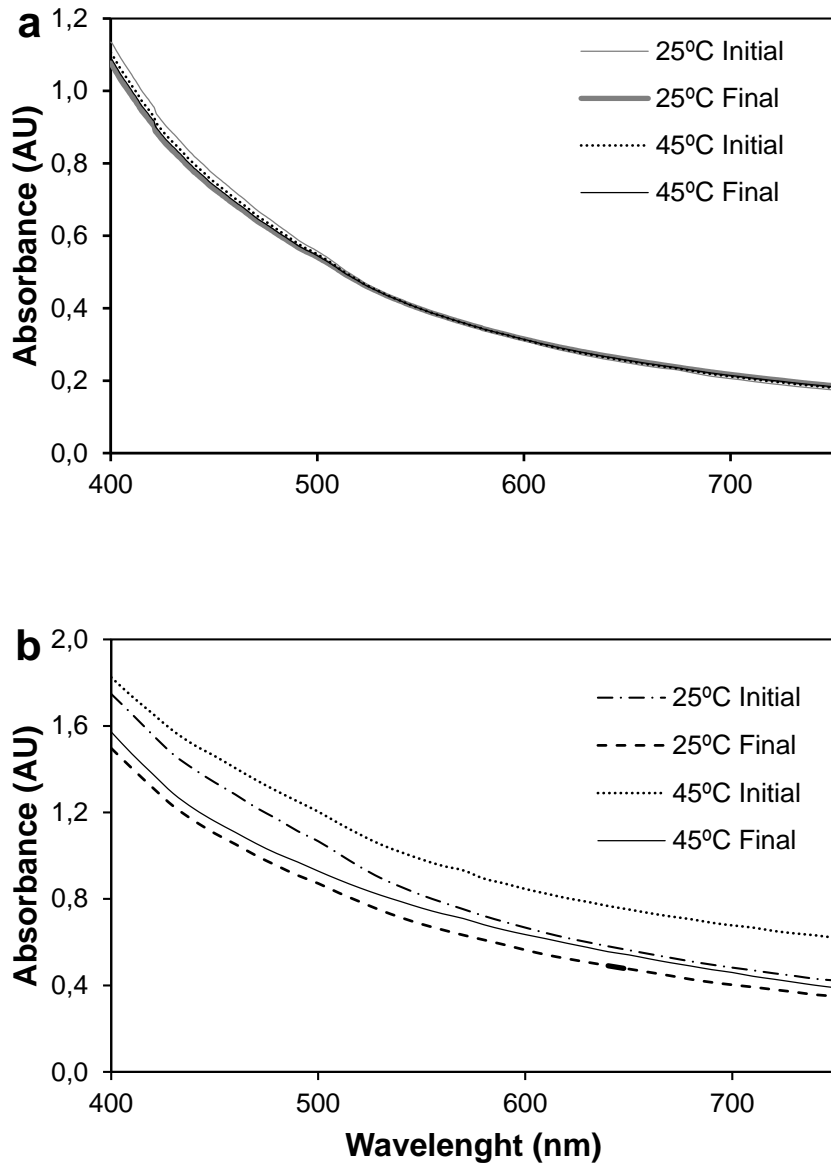 a
Absorbance (AU)
1,2
1,0
0,8
0,6
0,4
0,2
0,0
400
500
600
700
25ºC Initial
25ºC Final
45ºC Initial
45ºC Final
b
Absorbance (AU)
2,0
1,6
1,2
0,8
0,4
0,0
400
500
600
700
25ºC Initial
25ºC Final
45ºC Initial
45ºC Final
Wavelenght (nm)